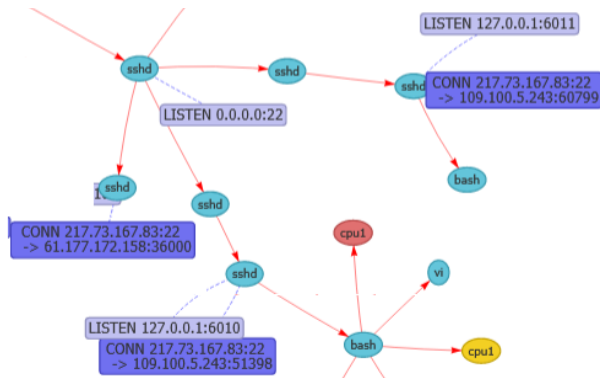 LISTEN 127.0.0.1:6011
sshd
sshd
sshd
CONN 217.73.167.83:22
-> 109.100.5.243:60799
LISTEN 0.0.0.0:22
sshd
bash
sshd
CONN 217.73.167.83:22
-> 61.177.172.158:36000
cpu1
sshd
vi
LISTEN 127.0.0.1:6010
CONN 217.73.167.83:22
-> 109.100.5.243:51398
bash
cpu1